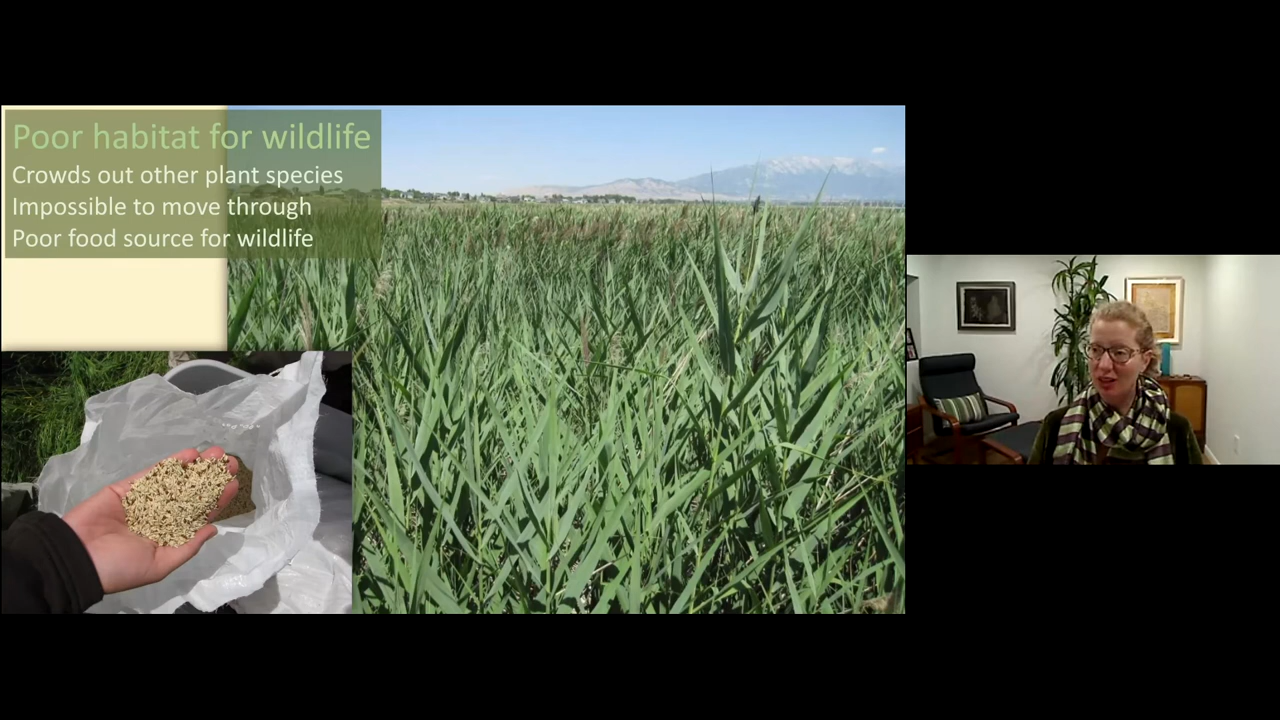 Poor habitat for wildlife
Crowds out other plant species
Impossible to move through
Poor food source for wildlife